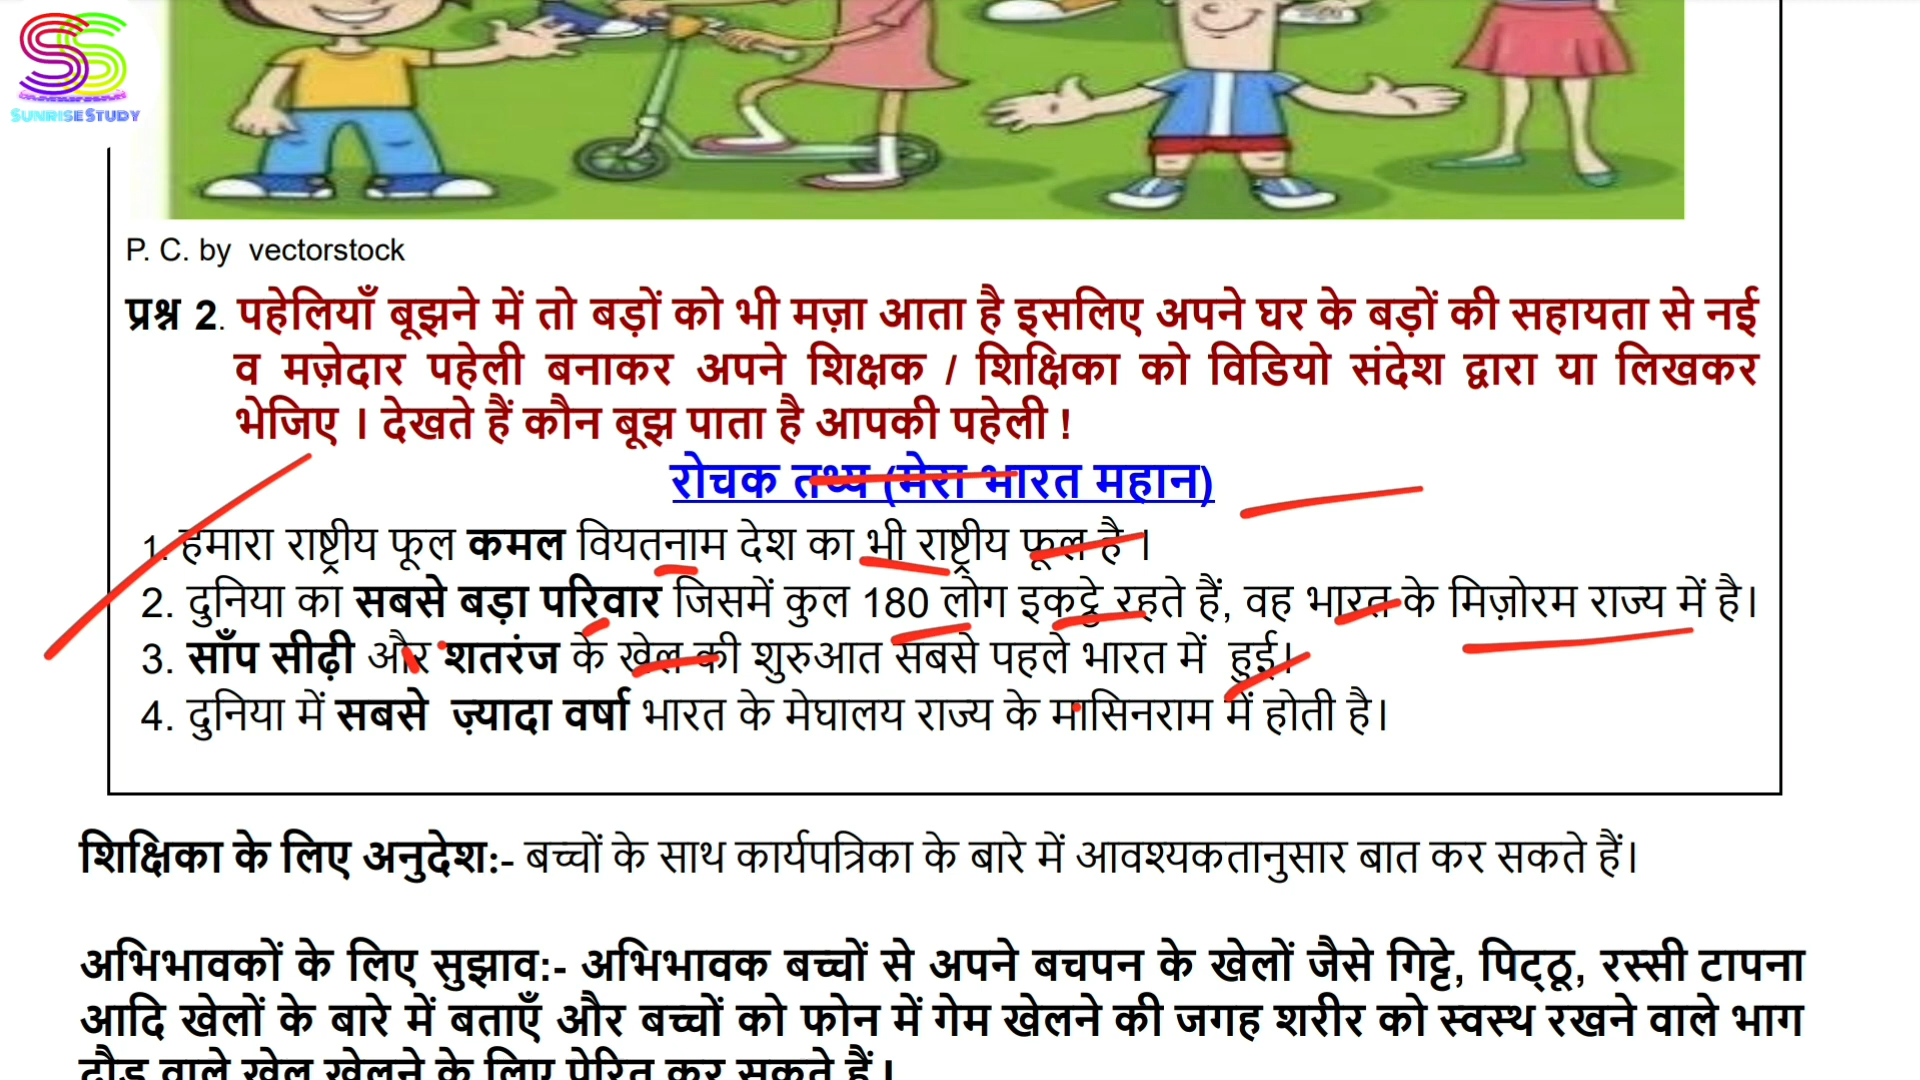 SS
SUNRISE STUDY
P. C. by vectorstock
प्रश्न 2. पहेलियाँ बूझने में तो बड़ों को भी मज़ा आता है इसलिए अपने घर के बड़ों की सहायता से नई
व मज़ेदार पहेली बनाकर अपने शिक्षक / शिक्षिका को विडियो संदेश द्वारा या लिखकर
भेजिए । देखते हैं कौन बूझ पाता है आपकी पहेली !
रोचक तथ्य (मेरा भारत महान)
1. हमारा राष्ट्रीय फूल कमल वियतनाम देश का भी राष्ट्रीय फूल है ।
2. दुनिया का सबसे बड़ा परिवार जिसमें कुल 180 लोग इकट्ठे रहते हैं, वह भारत के मिज़ोरम राज्य में है।
3. साँप सीढ़ी और शतरंज के खेल की शुरुआत सबसे पहले भारत में हुई।
4. दुनिया में सबसे ज़्यादा वर्षा भारत के मेघालय राज्य के मासिनराम में होती है।
शिक्षिका के लिए अनुदेश:- बच्चों के साथ कार्यपत्रिका के बारे में आवश्यकतानुसार बात कर सकते हैं।
अभिभावकों के लिए सुझाव:- अभिभावक बच्चों से अपने बचपन के खेलों जैसे गिट्टे, पिट्ठू, रस्सी टापना
आदि खेलों के बारे में बताएँ और बच्चों को फोन में गेम खेलने की जगह शरीर को स्वस्थ रखने वाले भाग
दौड़ वाले खेल खेलने के लिए प्रेरित कर सकते हैं ।